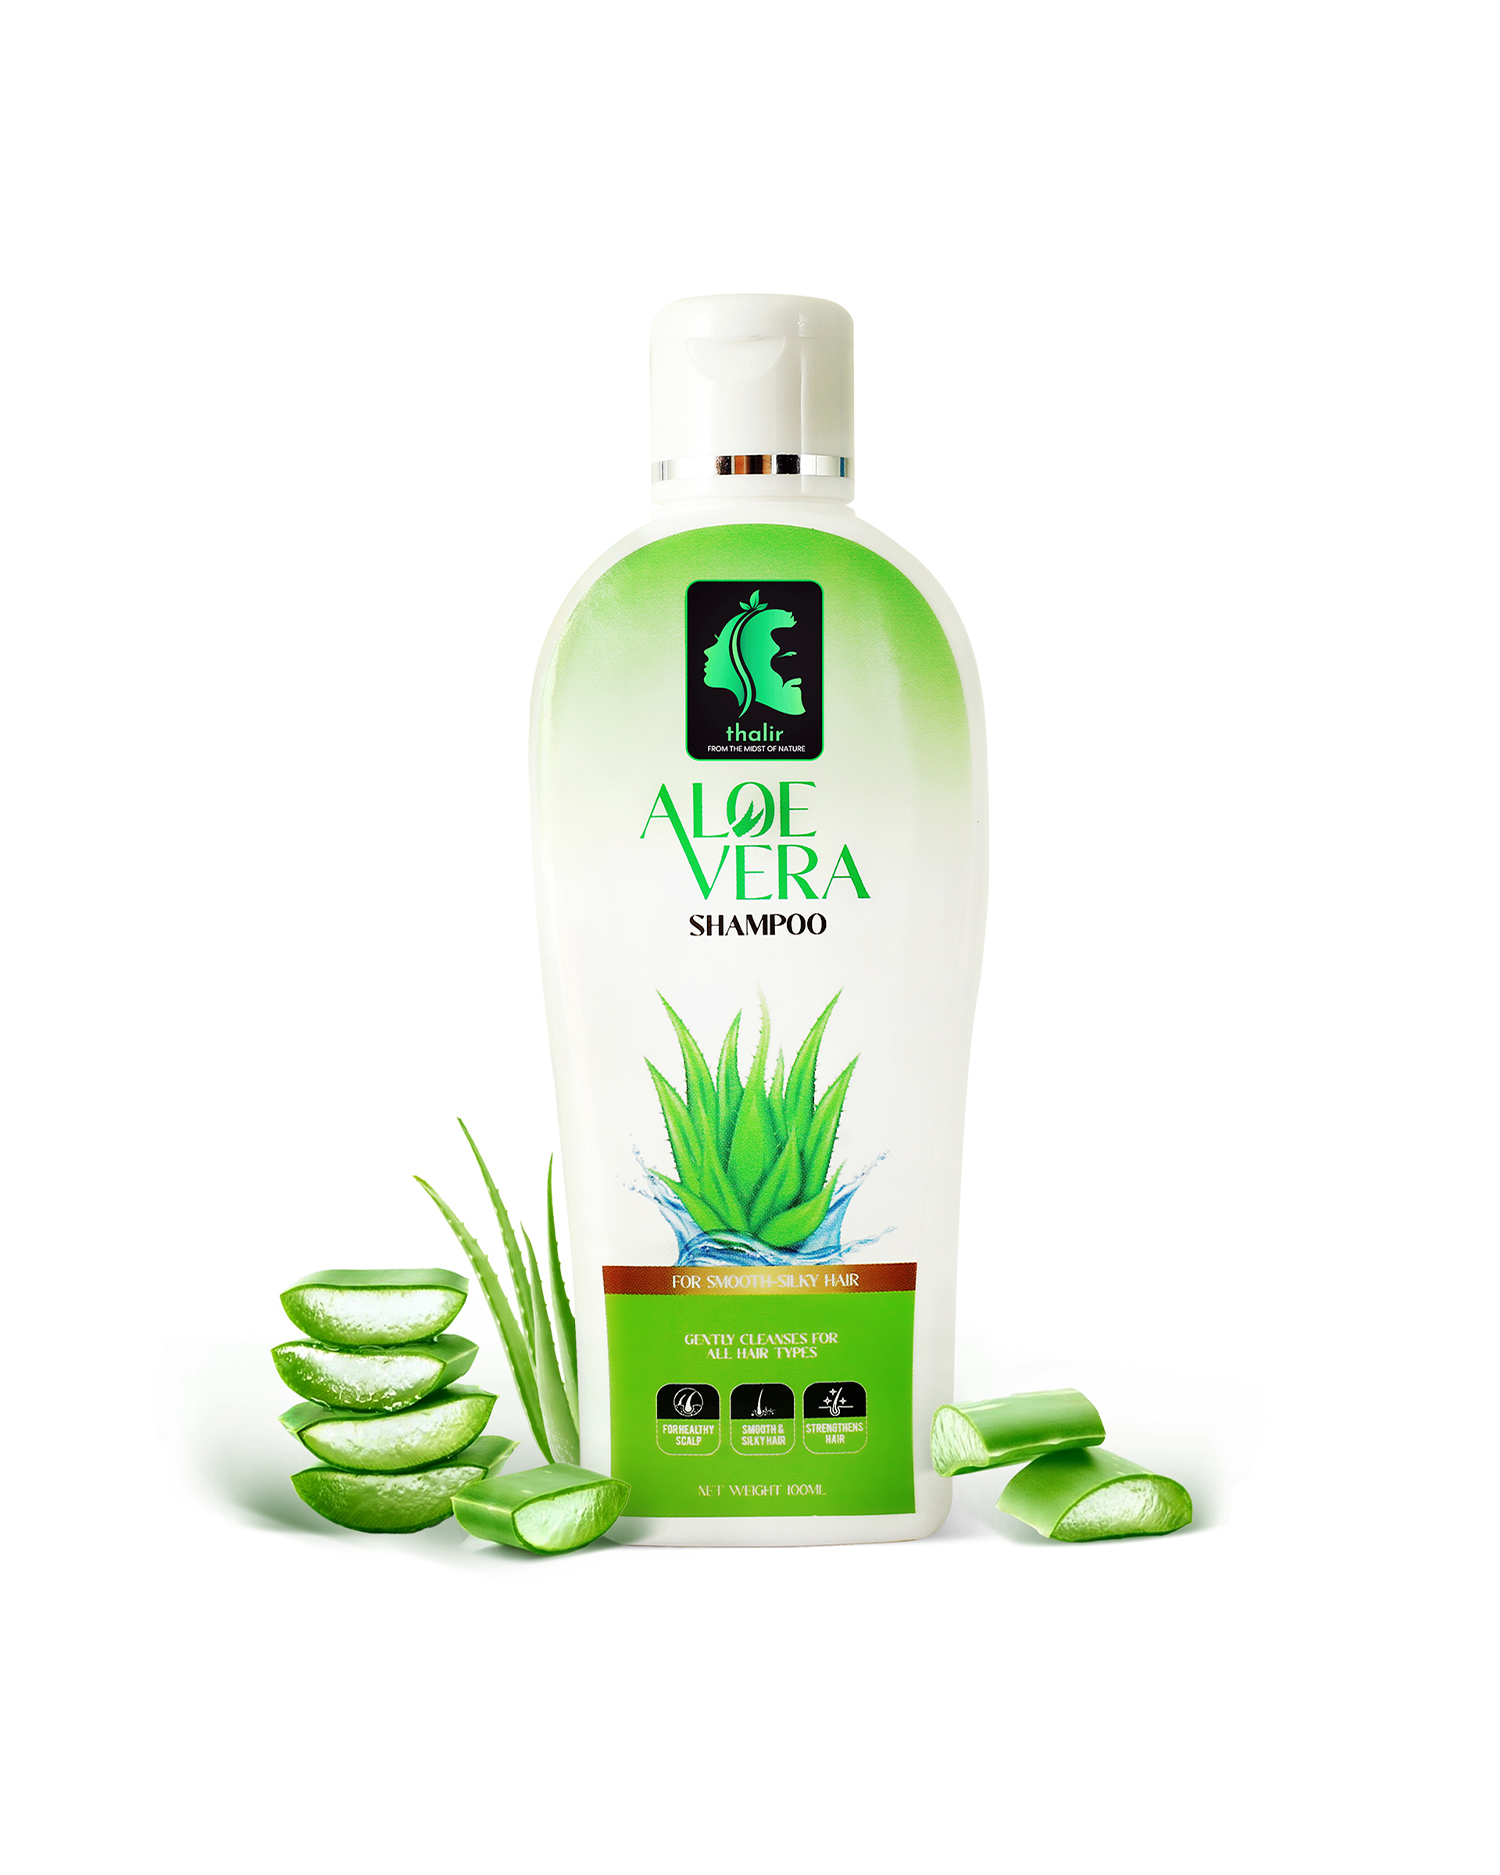 thalir
FROM THE MIDST OF NATURE
ALOE
VERA
SHAMPOO
FOR SMOOTH-SILKY HAIR
GENTLY CLEANSES FOR
ALL HAIR TYPES
FOR HEALTHY
SCALP
SMOOTH &
SILKY HAIR
STRENGTHENS
HAIR
NET WEIGHT 100ML